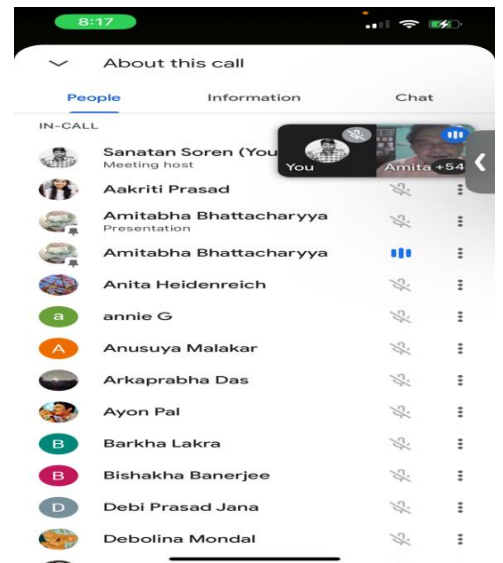 8:17
About this call
People Information Chat
IN-CALL
Sanatan Soren (You
Meeting host
You Amita +54
Aakriti Prasad
Amitabha Bhattacharyya
Presentation
Amitabha Bhattacharyya
Anita Heidenreich
a annie G
A Anusuya Malakar
Arkaprabha Das
Ayon Pal
B Barkha Lakra
B Bishakha Banerjee
D Debi Prasad Jana
Debolina Mondal